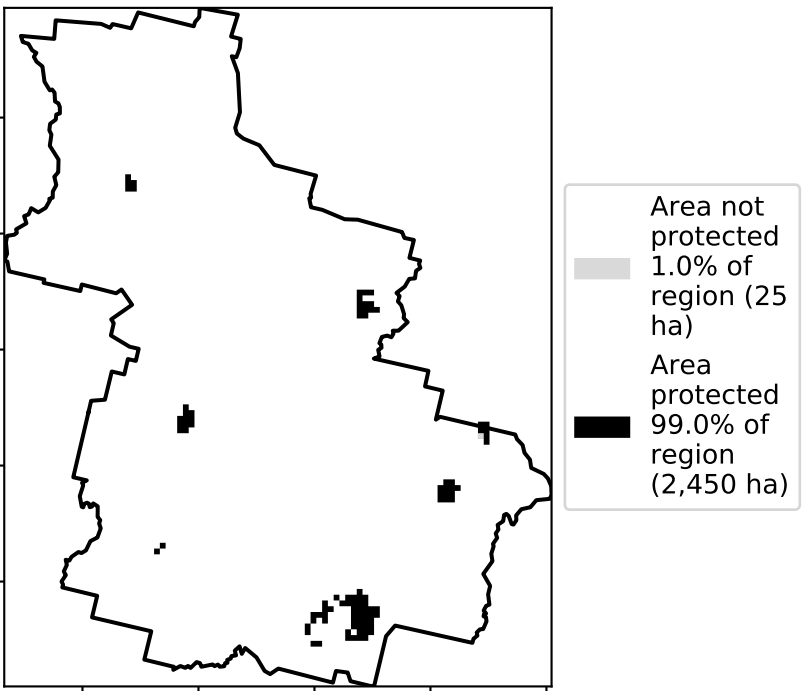 Area not
protected
1.0% of
region (25
ha)
Area
protected
99.0% of
region
(2,450 ha)